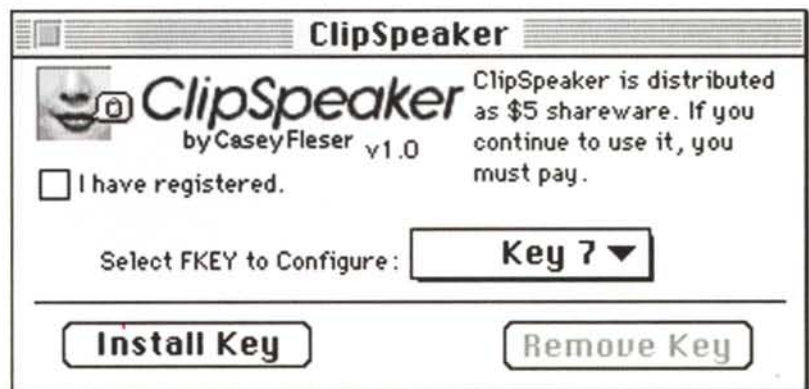 ClipSpeaker
ClipSpeaker
by Casey Fleser v1.0
ClipSpeaker is distributed
as $5 shareware. If you
continue to use it, you
must pay.
I have registered.
Select FKEY to Configure:
Key 7
Install Key
Remove Key